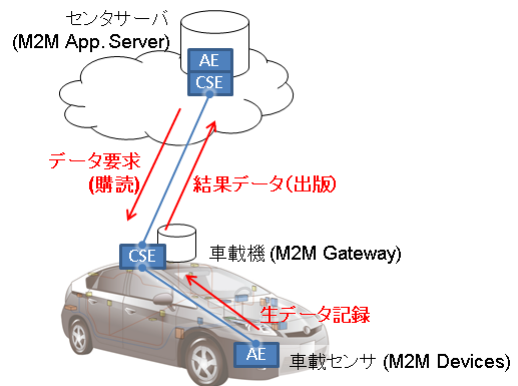 センタサーバ
(M2M App. Server)
AE
CSE
データ要求
(購読)
結果データ(出版)
CSE
車載機 (M2M Gateway)
生データ記録
AE
車載センサ (M2M Devices)